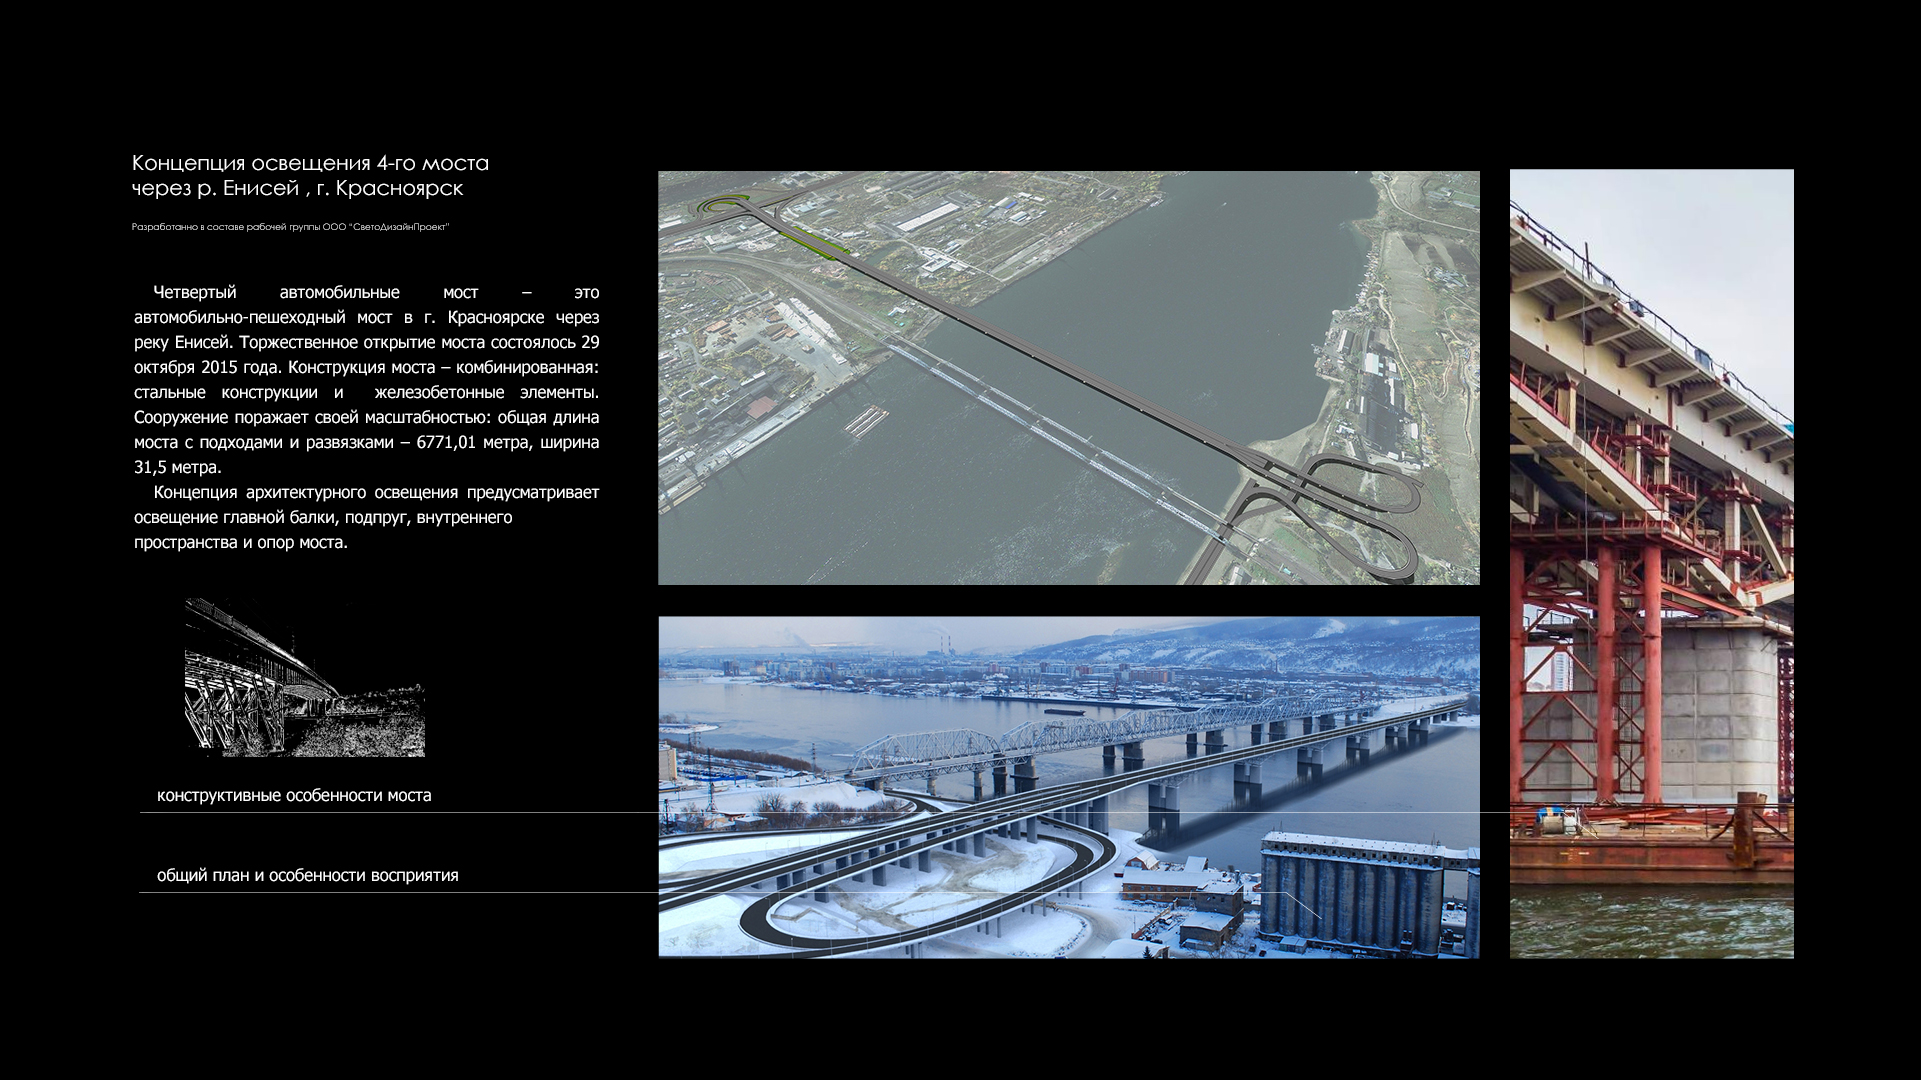 Концепция освещения 4-го моста
через р. Енисей , г. Красноярск
Разработанно в составе рабочей группы ООО "СветоДизайнПроект"
Четвертый автомобильные мост – это
автомобильно-пешеходный мост в г. Красноярске через
реку Енисей. Торжественное открытие моста состоялось 29
октября 2015 года. Конструкция моста – комбинированная:
стальные конструкции и железобетонные элементы.
Сооружение поражает своей масштабностью: общая длина
моста с подходами и развязками – 6771,01 метра, ширина
31,5 метра.
Концепция архитектурного освещения предусматривает
освещение главной балки, подпруг, внутреннего
пространства и опор моста.
конструктивные особенности моста
общий план и особенности восприятия